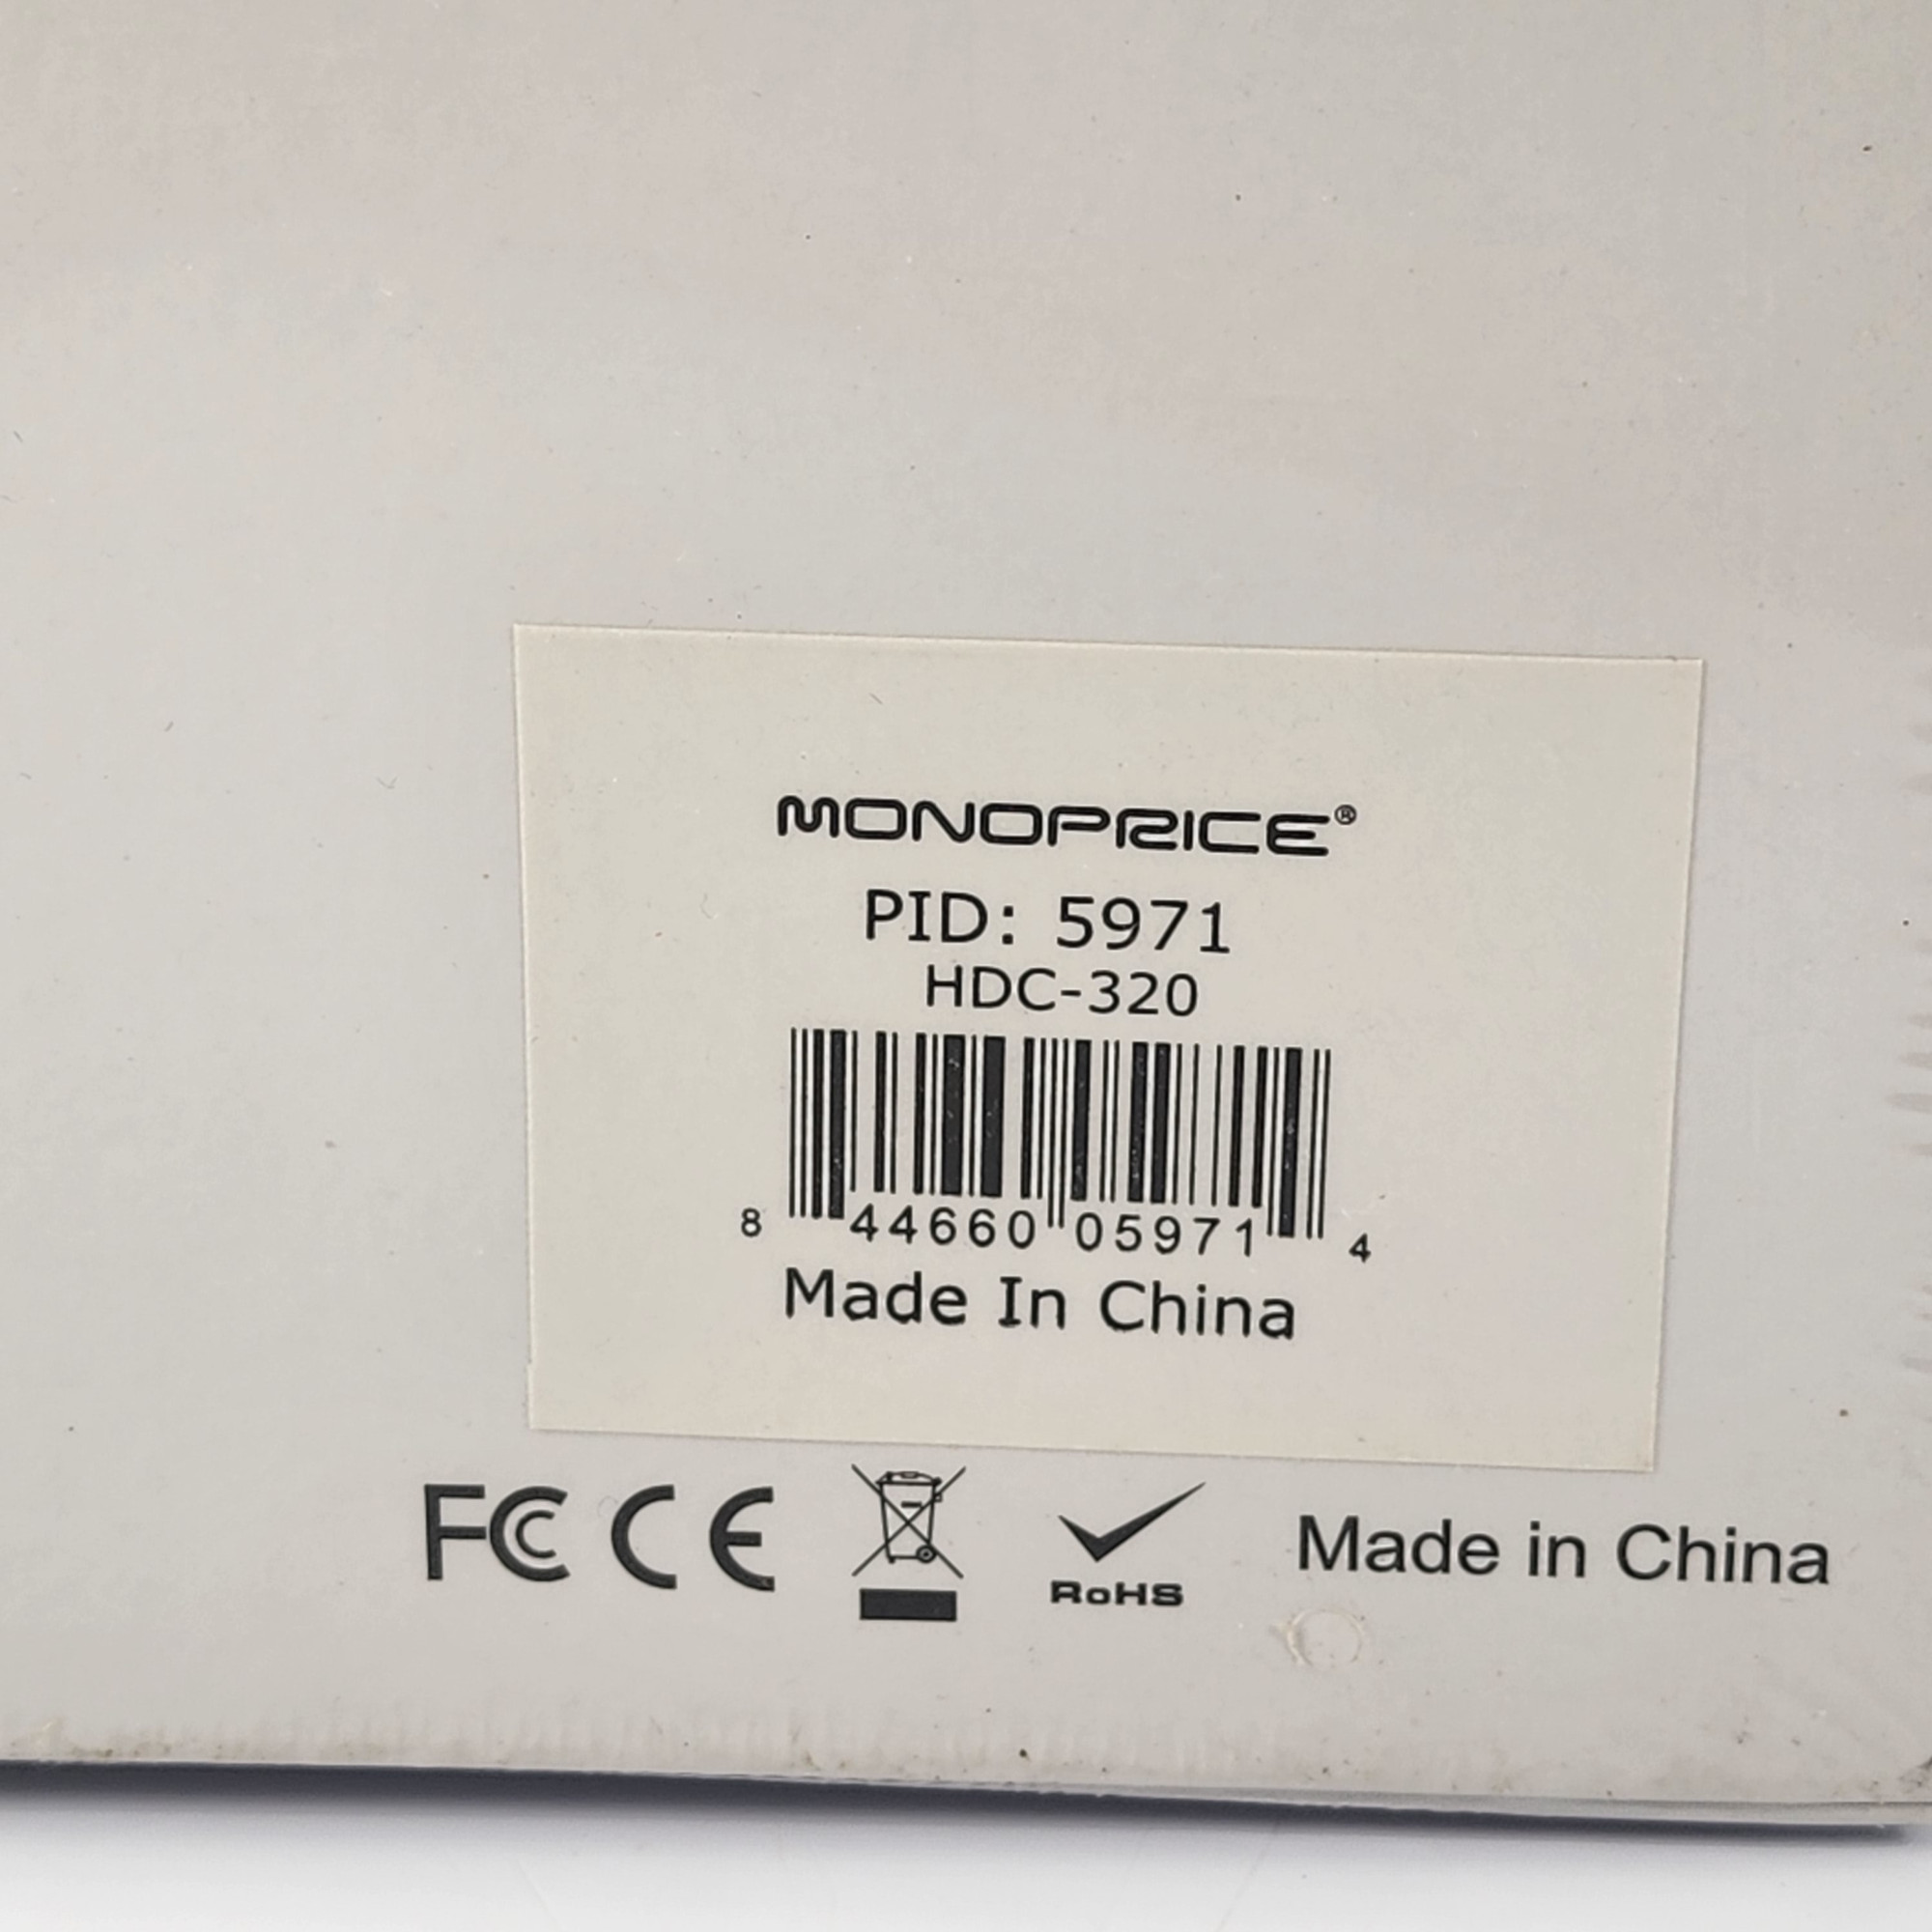 MONOPRICE®
PID: 5971
HDC-320
8 44660 05971 4
Made In China
FC CE RoHS Made in China